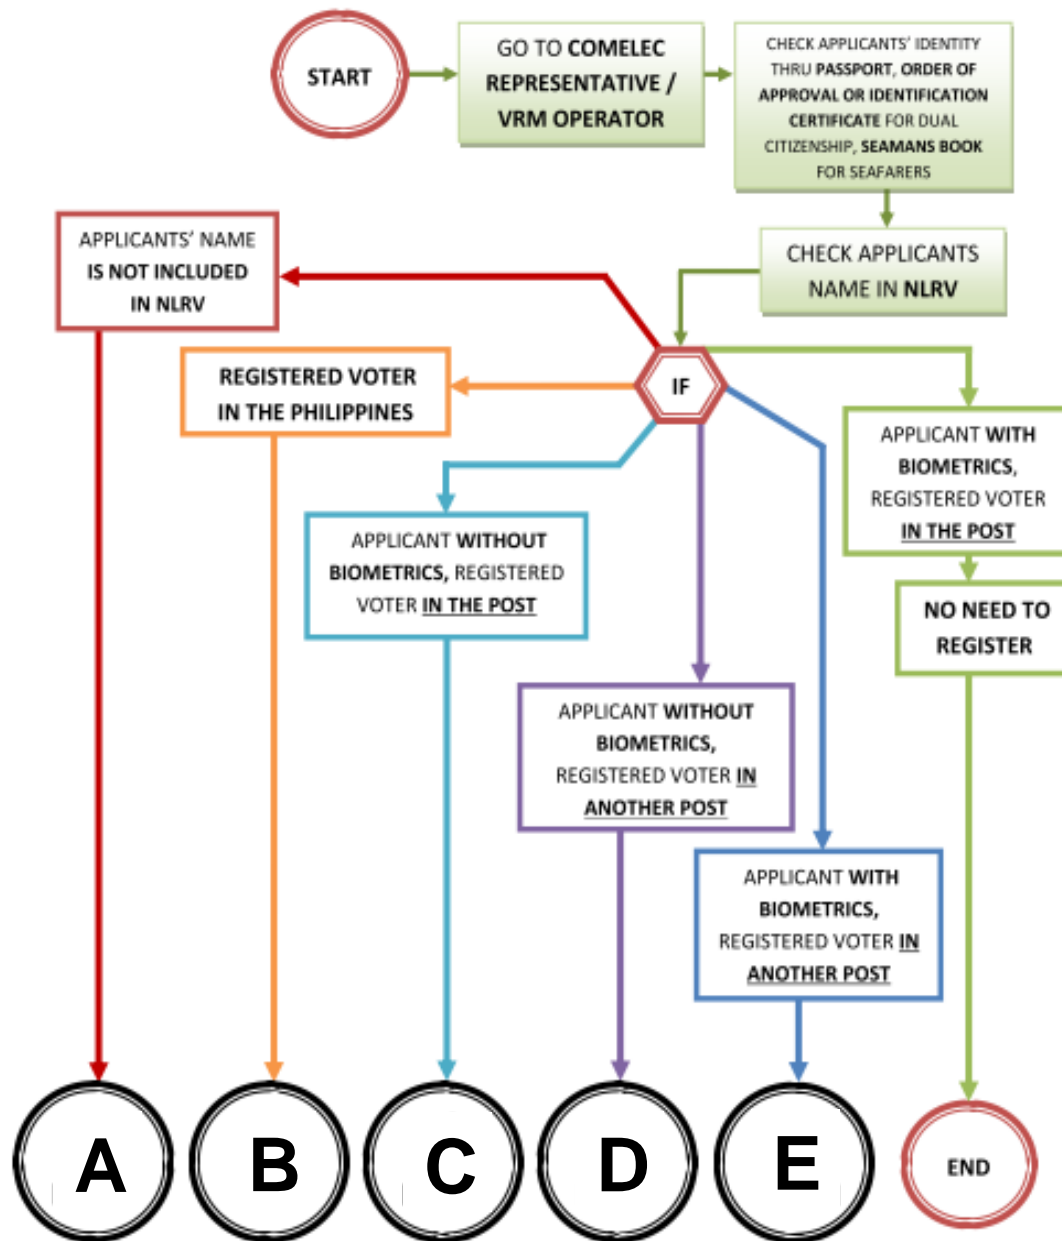 START
GO TO COMELEC
REPRESENTATIVE /
VRM OPERATOR
CHECK APPLICANTS' IDENTITY
THRU PASSPORT, ORDER OF
APPROVAL OR IDENTIFICATION
CERTIFICATE FOR DUAL
CITIZENSHIP, SEAMANS BOOK
FOR SEAFARERS
CHECK APPLICANTS
NAME IN NLRV
IF
APPLICANTS' NAME
IS NOT INCLUDED
IN NLRV
REGISTERED VOTER
IN THE PHILIPPINES
APPLICANT WITHOUT
BIOMETRICS, REGISTERED
VOTER IN THE POST
APPLICANT WITHOUT
BIOMETRICS,
REGISTERED VOTER IN
ANOTHER POST
APPLICANT WITH
BIOMETRICS,
REGISTERED VOTER IN
ANOTHER POST
APPLICANT WITH
BIOMETRICS,
REGISTERED VOTER
IN THE POST
NO NEED TO
REGISTER
A
B
C
D
E
END